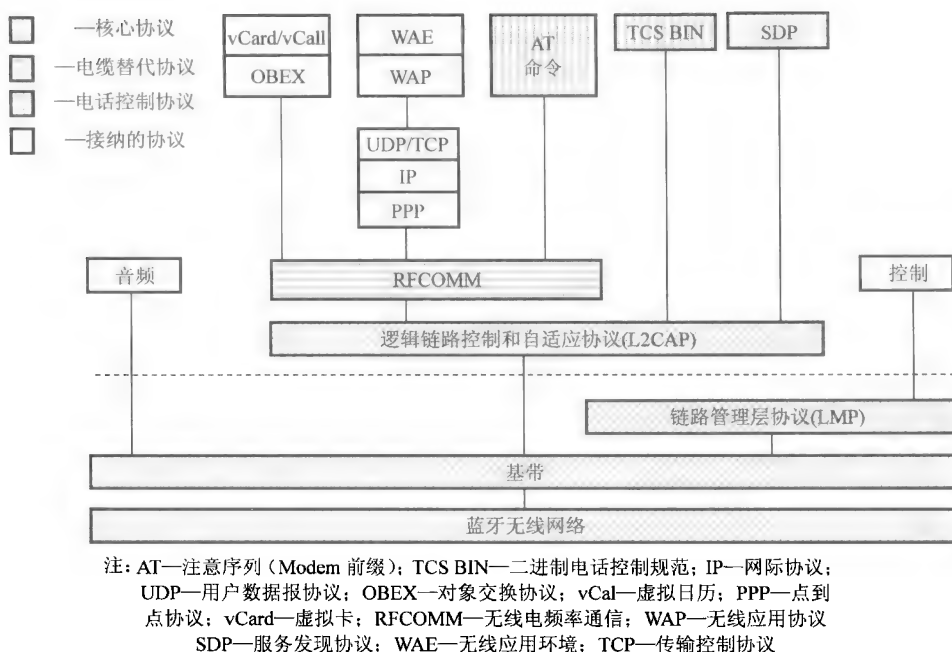 —核心协议
—电缆替代协议
—电话控制协议
—接纳的协议
vCard/vCall
OBEX
WAE
WAP
UDP/TCP
IP
PPP
AT
命令
TCS BIN
SDP
音频
RFCOMM
控制
逻辑链路控制和自适应协议(L2CAP)
链路管理层协议(LMP)
基带
蓝牙无线网络
注: AT—注意序列（Modem 前缀）; TCS BIN—二进制电话控制规范; IP—网际协议;
UDP—用户数据报协议; OBEX—对象交换协议; vCal—虚拟日历; PPP—点到
点协议; vCard—虚拟卡; RFCOMM—无线电频率通信; WAP—无线应用协议
SDP—服务发现协议; WAE—无线应用环境; TCP—传输控制协议